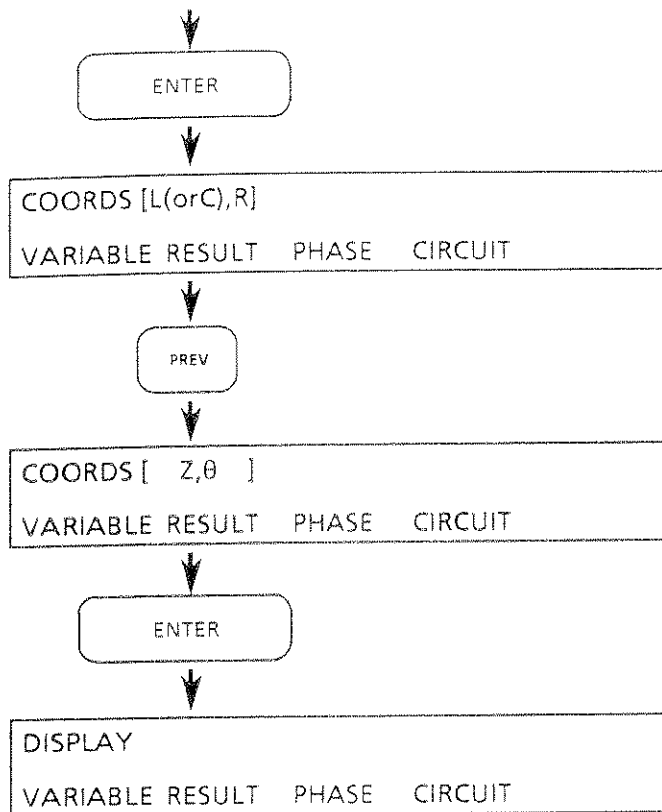 ENTER
COORDS [L(orC),R]
VARIABLE RESULT PHASE CIRCUIT
PREV
COORDS [ Z,θ ]
VARIABLE RESULT PHASE CIRCUIT
ENTER
DISPLAY
VARIABLE RESULT PHASE CIRCUIT